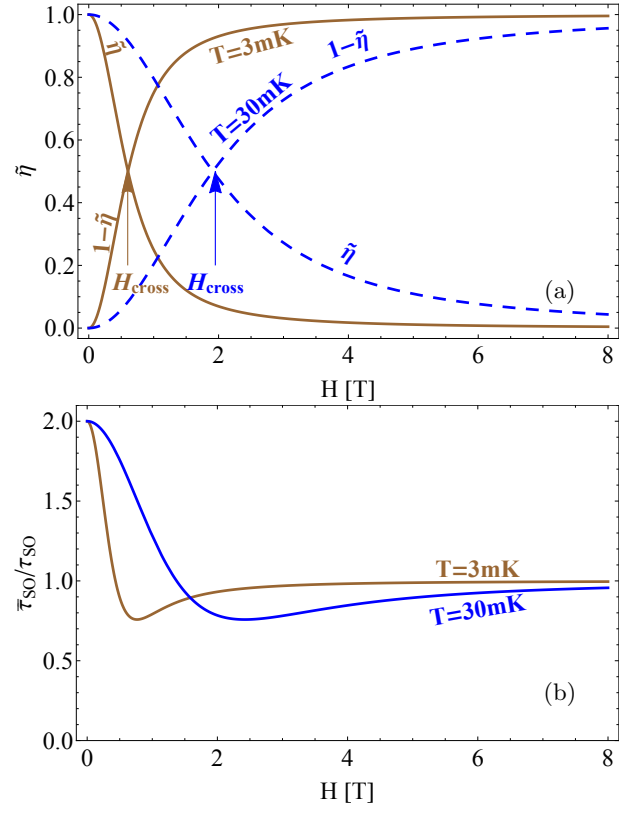 1.0
0.8
0.6
0.4
0.2
0.0
η̃
η̃
T=3mK
1−η̃
T=30mK
1−η̃
H_cross
H_cross
η̃
(a)
0 2 4 6 8
H [T]
2.0
1.5
1.0
0.5
0.0
τ̿_SO/τ_SO
T=3mK
T=30mK
(b)
0 2 4 6 8
H [T]